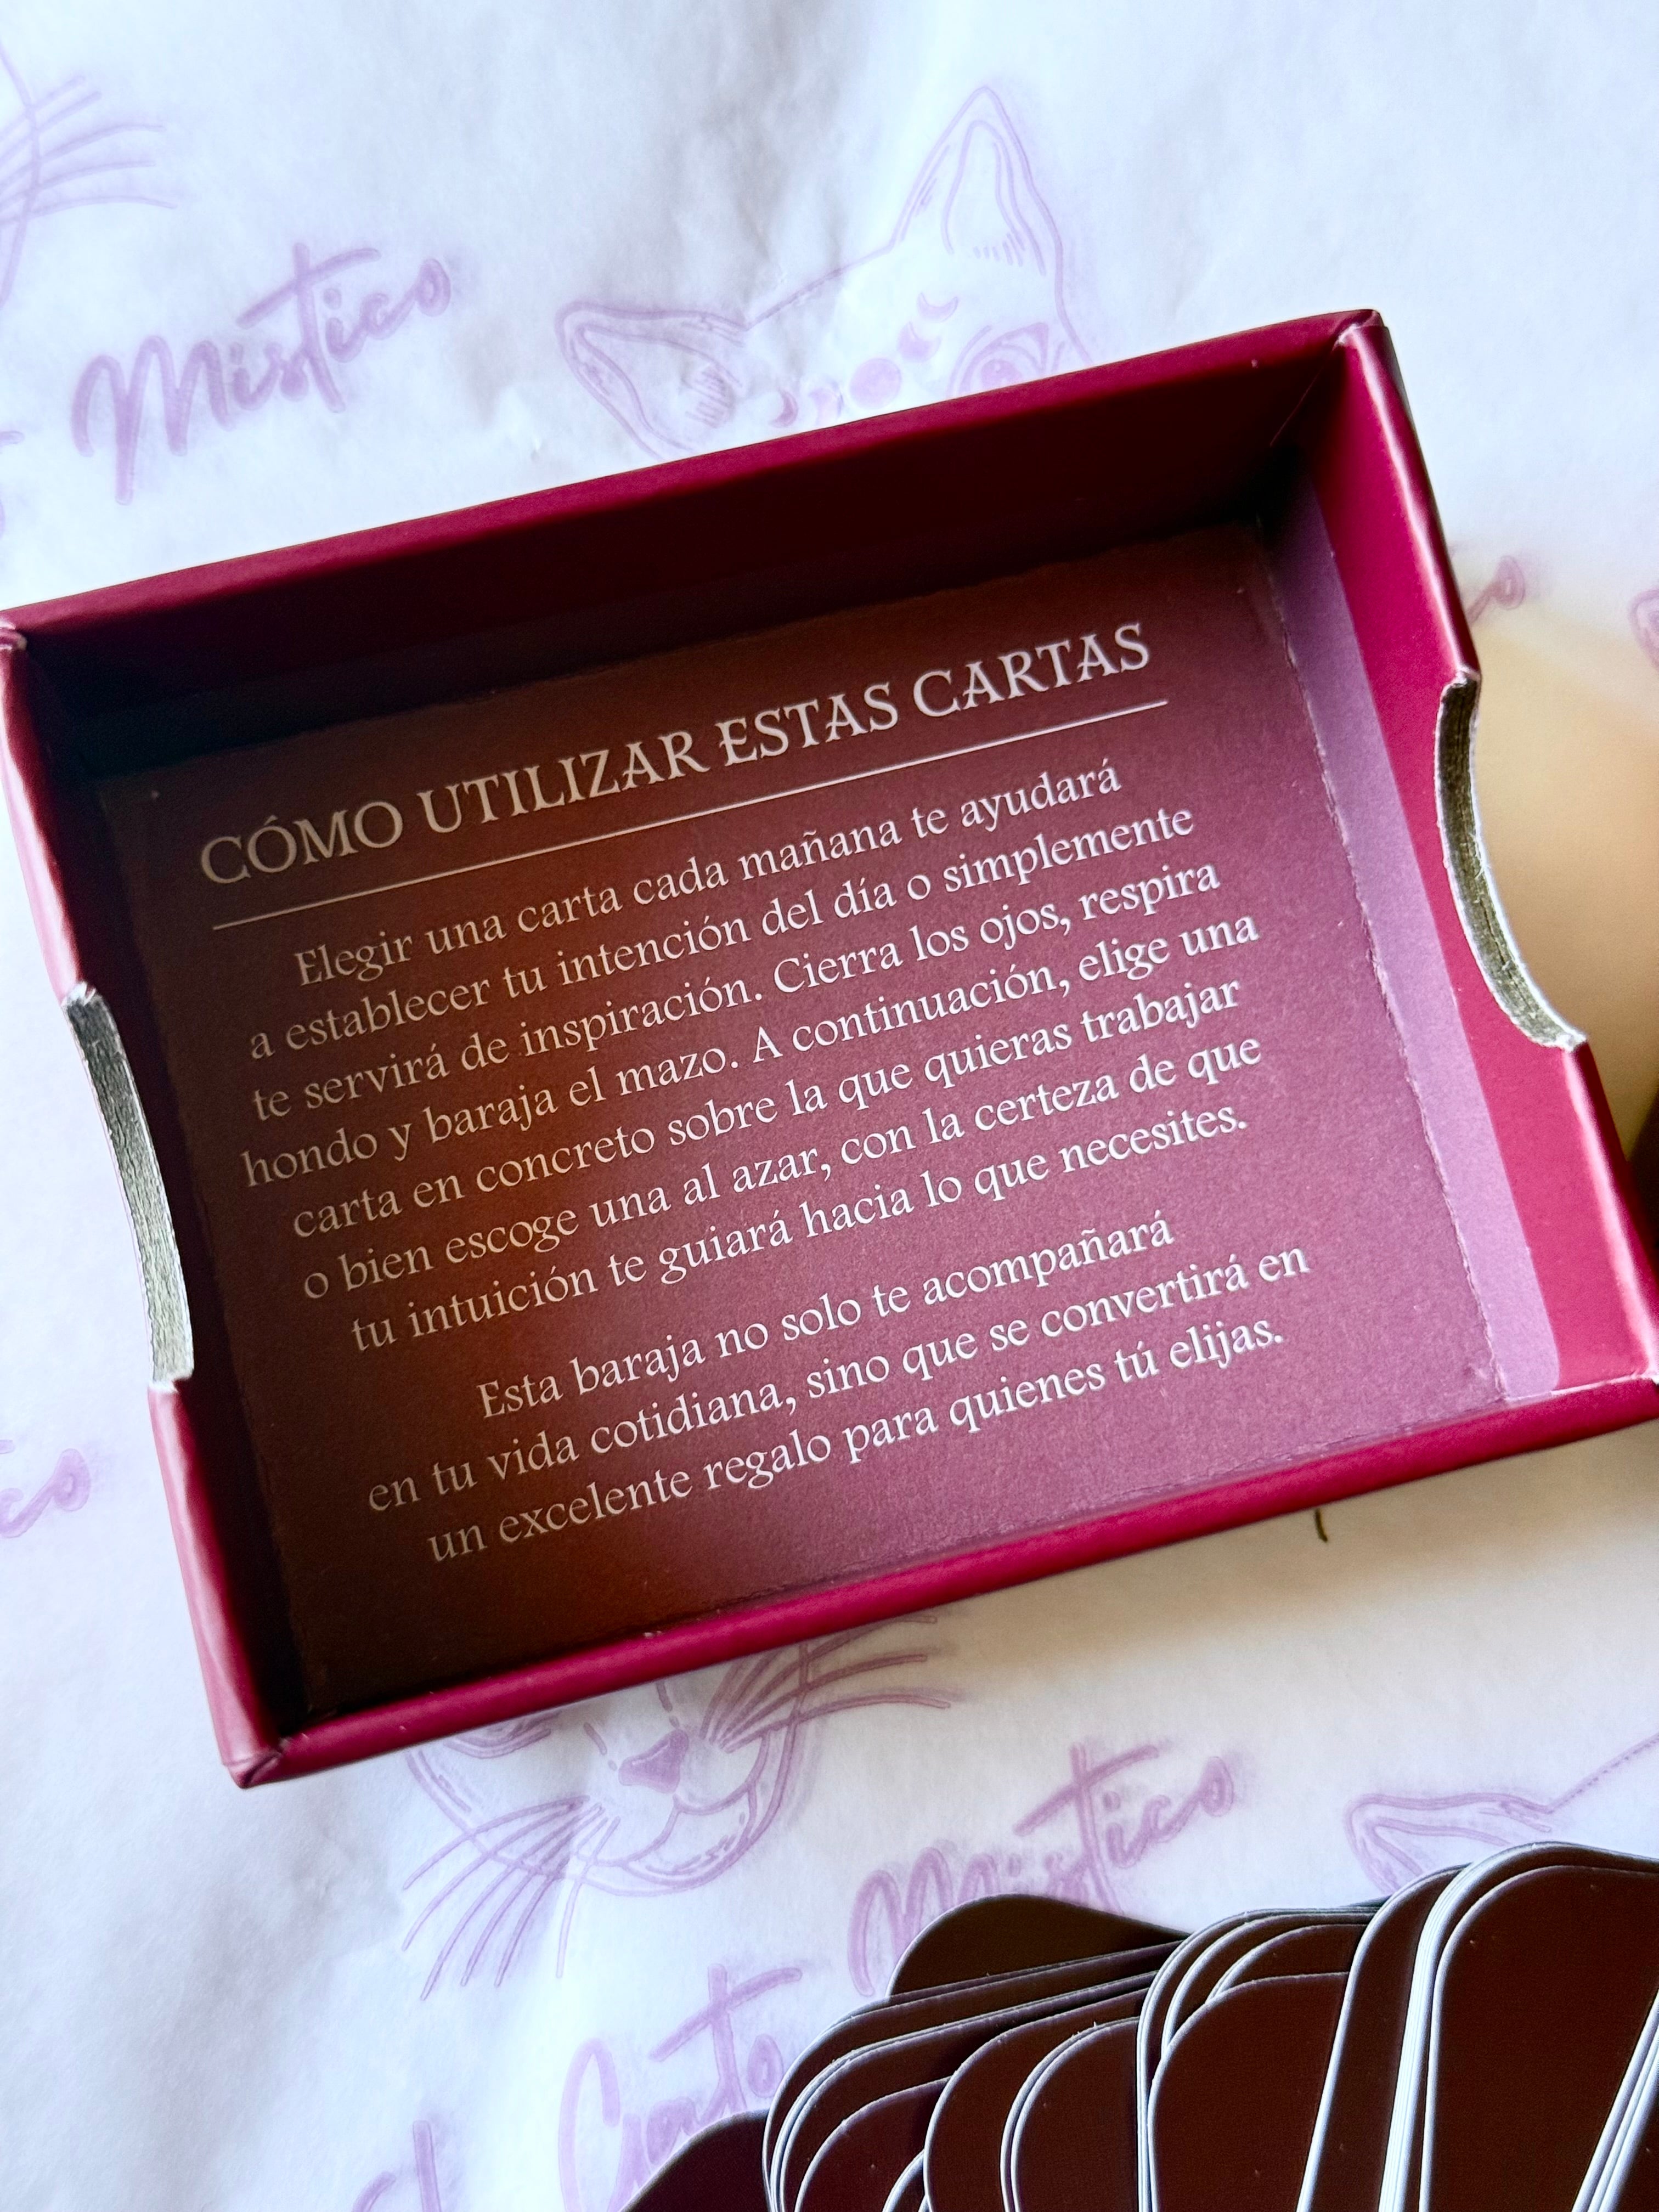 Místico
CÓMO UTILIZAR ESTAS CARTAS
Elegir una carta cada mañana te ayudará
a establecer tu intención del día o simplemente
te servirá de inspiración. Cierra los ojos, respira
hondo y baraja el mazo. A continuación, elige una
carta en concreto sobre la que quieras trabajar
o bien escoge una al azar, con la certeza de que
tu intuición te guiará hacia lo que necesites.
Esta baraja no solo te acompañará
en tu vida cotidiana, sino que se convertirá en
un excelente regalo para quienes tú elijas.
Místico